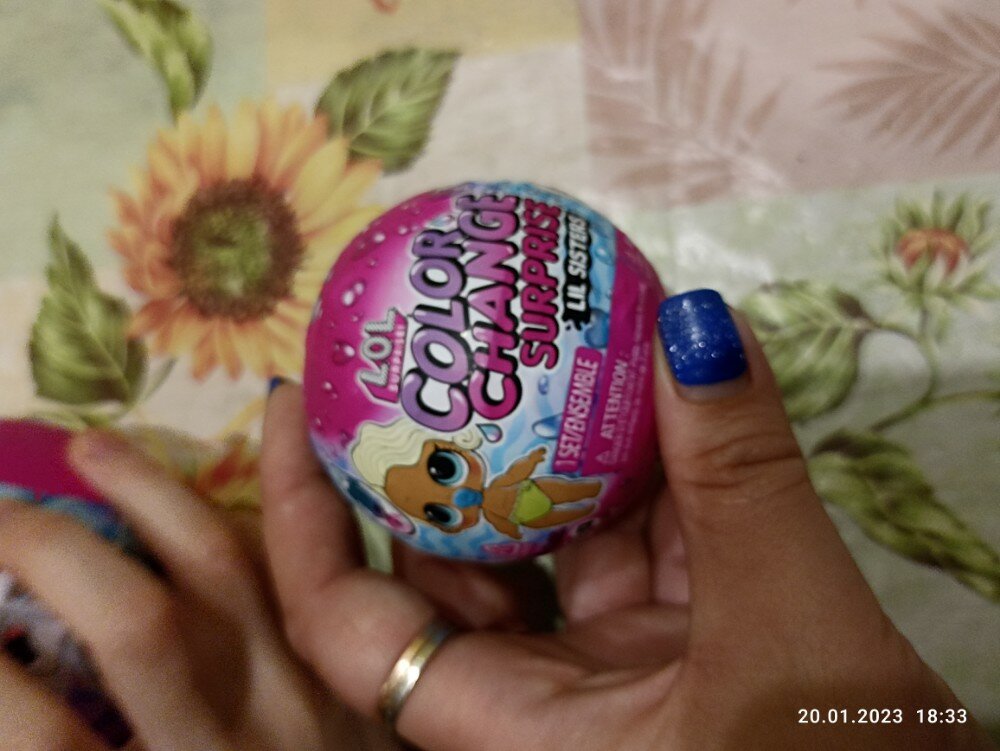 L.O.L.
SURPRISE!
COLOR
CHANGE
SURPRISE
LIL SISTERS
1 SET/ENSEMBLE
ATTENTION:
20.01.2023 18:33